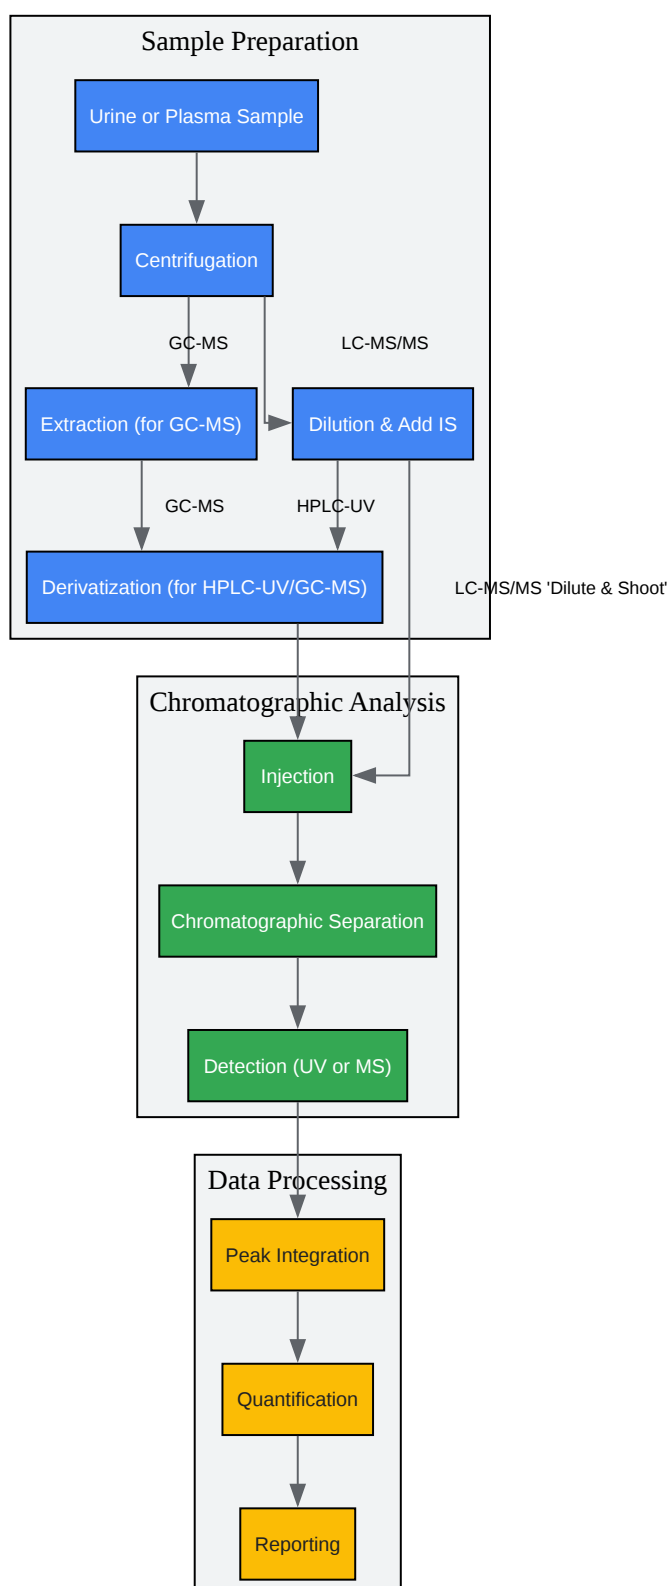 Sample Preparation
Urine or Plasma Sample
Centrifugation
GC-MS
LC-MS/MS
Extraction (for GC-MS)
Dilution & Add IS
GC-MS
HPLC-UV
Derivatization (for HPLC-UV/GC-MS)
LC-MS/MS 'Dilute & Shoot'
Chromatographic Analysis
Injection
Chromatographic Separation
Detection (UV or MS)
Data Processing
Peak Integration
Quantification
Reporting